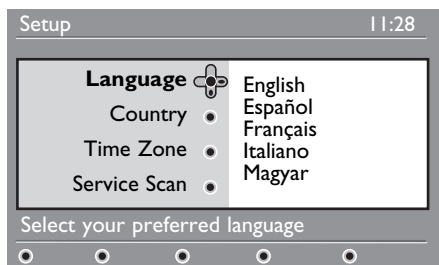 Setup 11:28
Language
Country
Time Zone
Service Scan
English
Español
Français
Italiano
Magyar
Select your preferred language